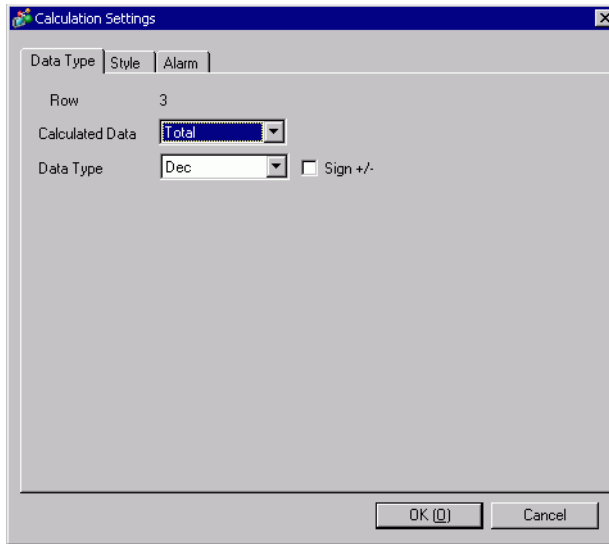 Calculation Settings
Data Type Style Alarm
Row 3
Calculated Data Total
Data Type Dec Sign +/-
OK (O) Cancel